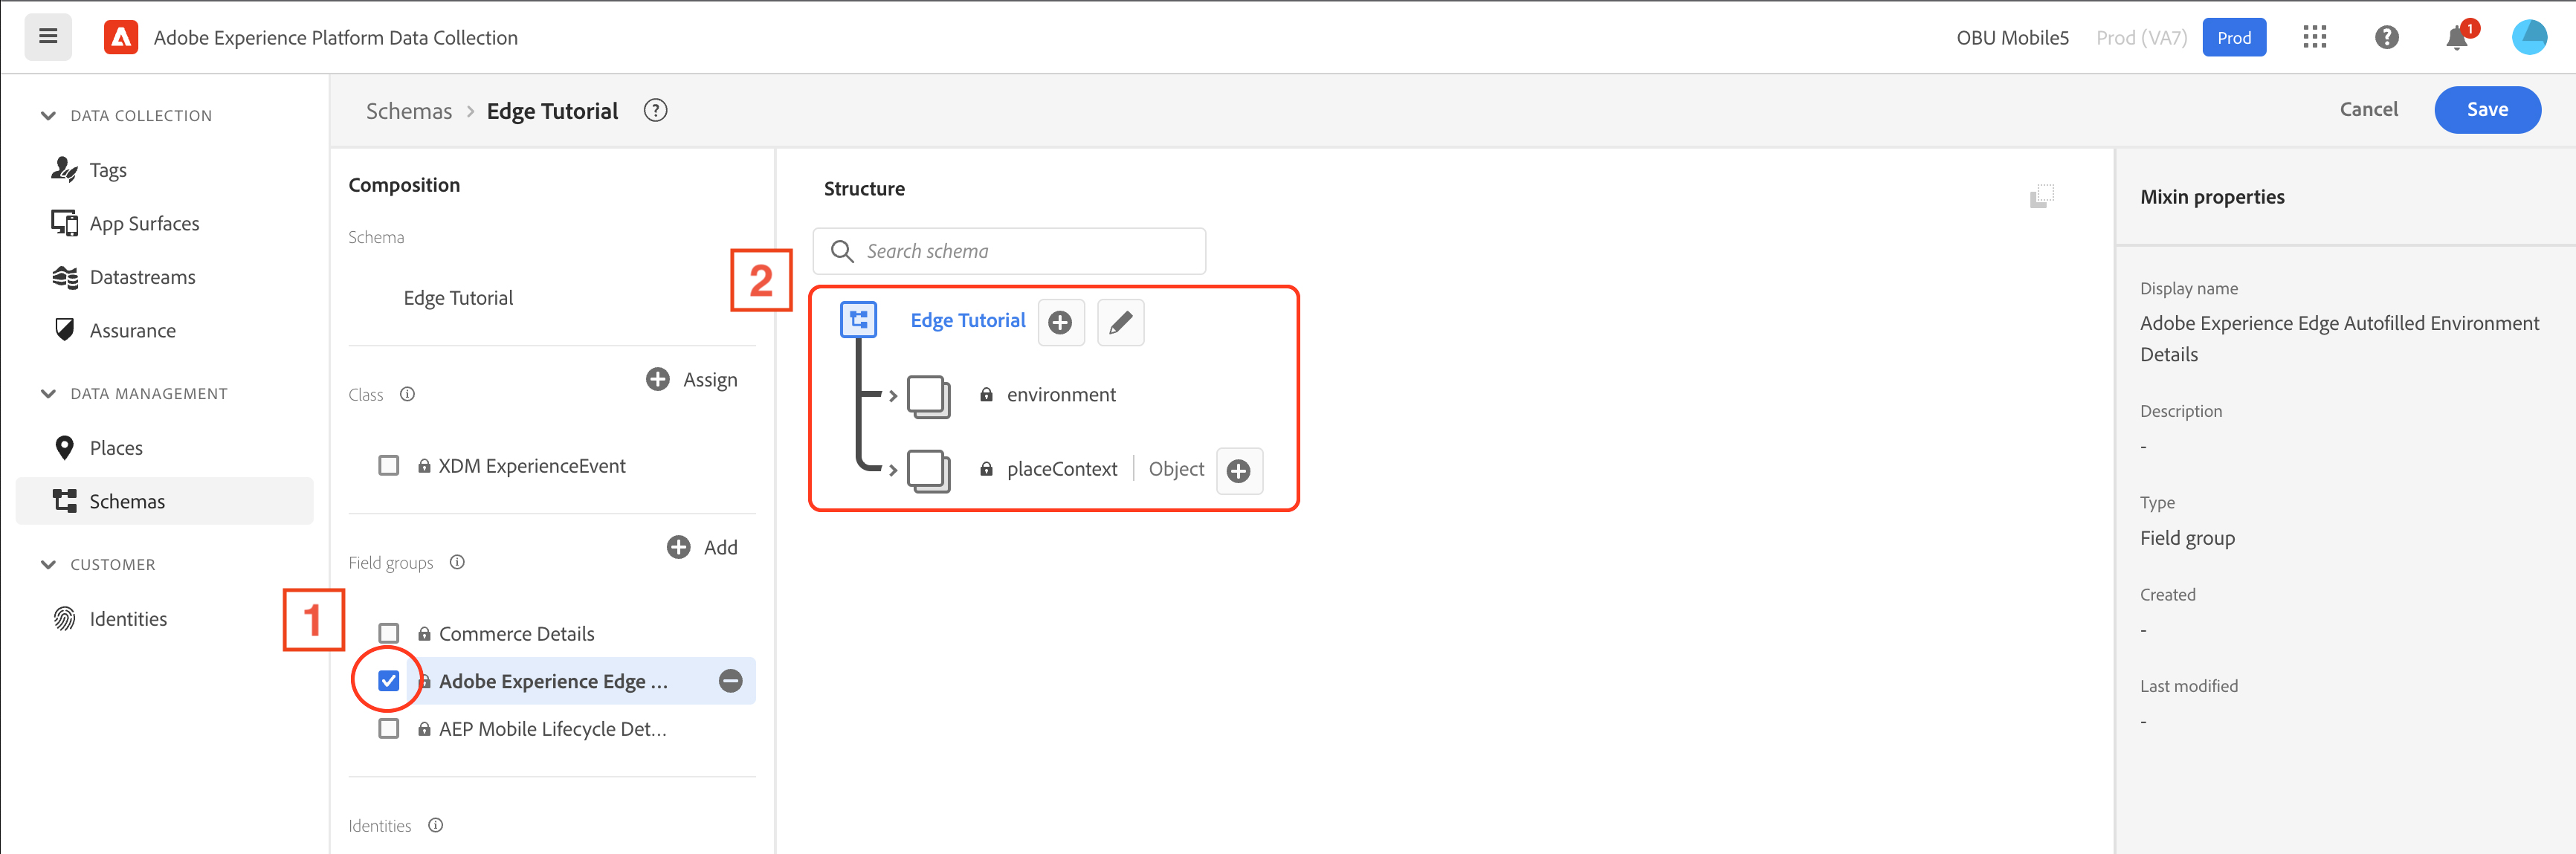 Adobe Experience Platform Data Collection
OBU Mobile5
Prod (VA7)
Prod
1
DATA COLLECTION
Tags
App Surfaces
Datastreams
Assurance
DATA MANAGEMENT
Places
Schemas
CUSTOMER
Identities
Schemas > Edge Tutorial
Cancel
Save
Composition
Schema
Edge Tutorial
Class
Assign
XDM ExperienceEvent
Field groups
Add
1
Commerce Details
Adobe Experience Edge ...
AEP Mobile Lifecycle Det...
Identities
Structure
Search schema
2
Edge Tutorial
environment
placeContext | Object
Mixin properties
Display name
Adobe Experience Edge Autofilled Environment
Details
Description
-
Type
Field group
Created
-
Last modified
-